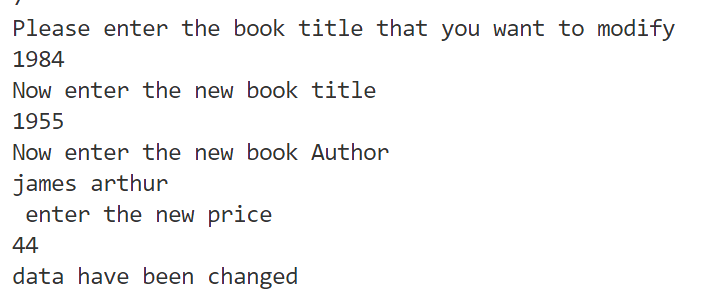 Please enter the book title that you want to modify
1984
Now enter the new book title
1955
Now enter the new book Author
james arthur
enter the new price
44
data have been changed